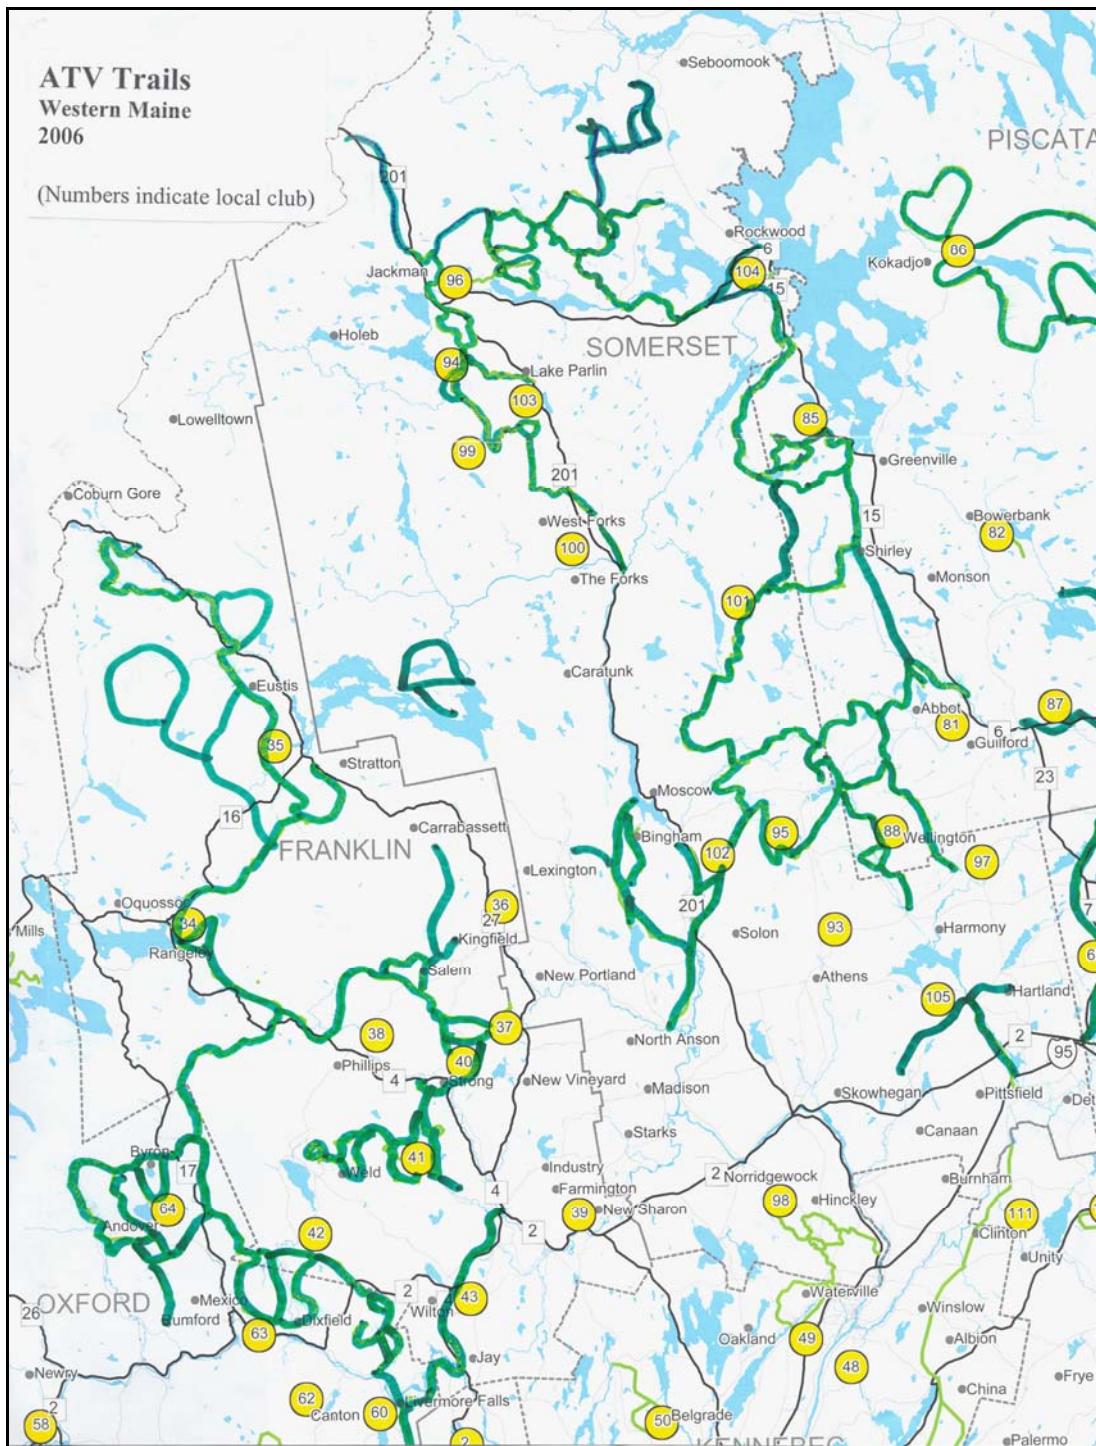 ATV Trails
Western Maine
2006
(Numbers indicate local club)
Seboomook
PISCATA
201
Rockwood
6
86
Kokadjo
104
Jackman
96
15
Holeb
SOMERSET
94
Lake Parlin
103
Lowelltown
85
99
Greenville
201
Coburn Gore
15
Bowerbank
West Forks
82
100
Shirley
The Forks
Monson
101
Caratunk
Eustis
Abbot
87
81
6
35
Guilford
Stratton
23
Moscow
16
Carrabassett
95
88
Bingham
Wellington
FRANKLIN
102
97
Lexington
36
7
Oquossoc
201
27
34
Mills
Solon
93
Harmony
Kingfield
Rangeley
6
Salem
New Portland
Athens
105
Hartland
37
38
2
North Anson
95
40
Phillips
4
Strong
New Vineyard
Madison
Skowhegan
Pittsfield
Det
Starks
Canaan
Byron
41
17
Weld
Industry
2
Norridgewock
Burnham
4
Farmington
98
Hinckley
64
39
New Sharon
111
Andover
42
2
Clinton
Unity
2
Waterville
OXFORD
Mexico
4
43
Wilton
26
Rumford
Dixfield
Winslow
63
Oakland
49
Albion
Jay
48
Newry
Frye
62
China
2
Canton
60
Livermore Falls
58
50
Belgrade
2
KENNEBEC
Palermo